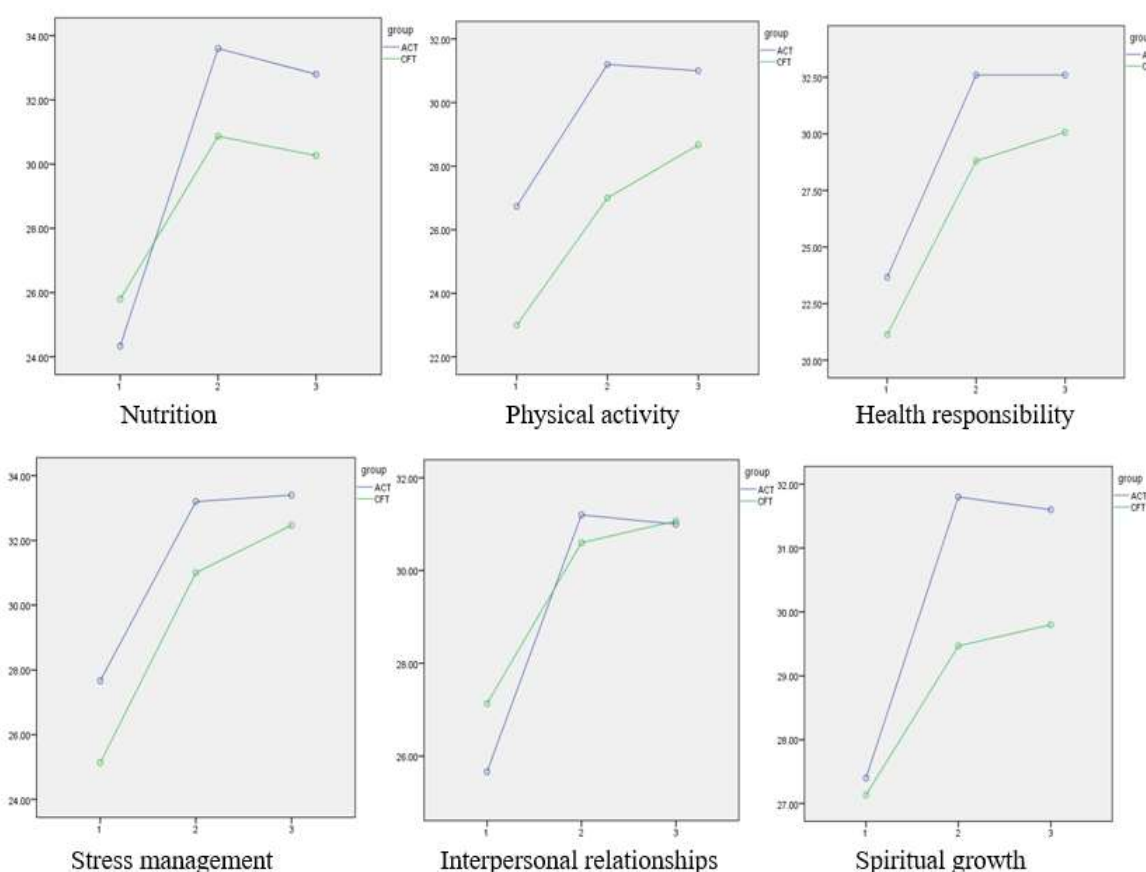 group
ACT
CFT
34.00
32.00
30.00
28.00
26.00
24.00
1 2 3
Nutrition
group
ACT
CFT
32.00
30.00
28.00
26.00
24.00
22.00
1 2 3
Physical activity
32.50
30.00
27.50
25.00
22.50
20.00
1 2 3
Health responsibility
group
ACT
CFT
34.00
32.00
30.00
28.00
26.00
24.00
1 2 3
Stress management
group
ACT
CFT
32.00
30.00
28.00
26.00
1 2 3
Interpersonal relationships
group
ACT
CFT
32.00
31.00
30.00
29.00
28.00
27.00
1 2 3
Spiritual growth